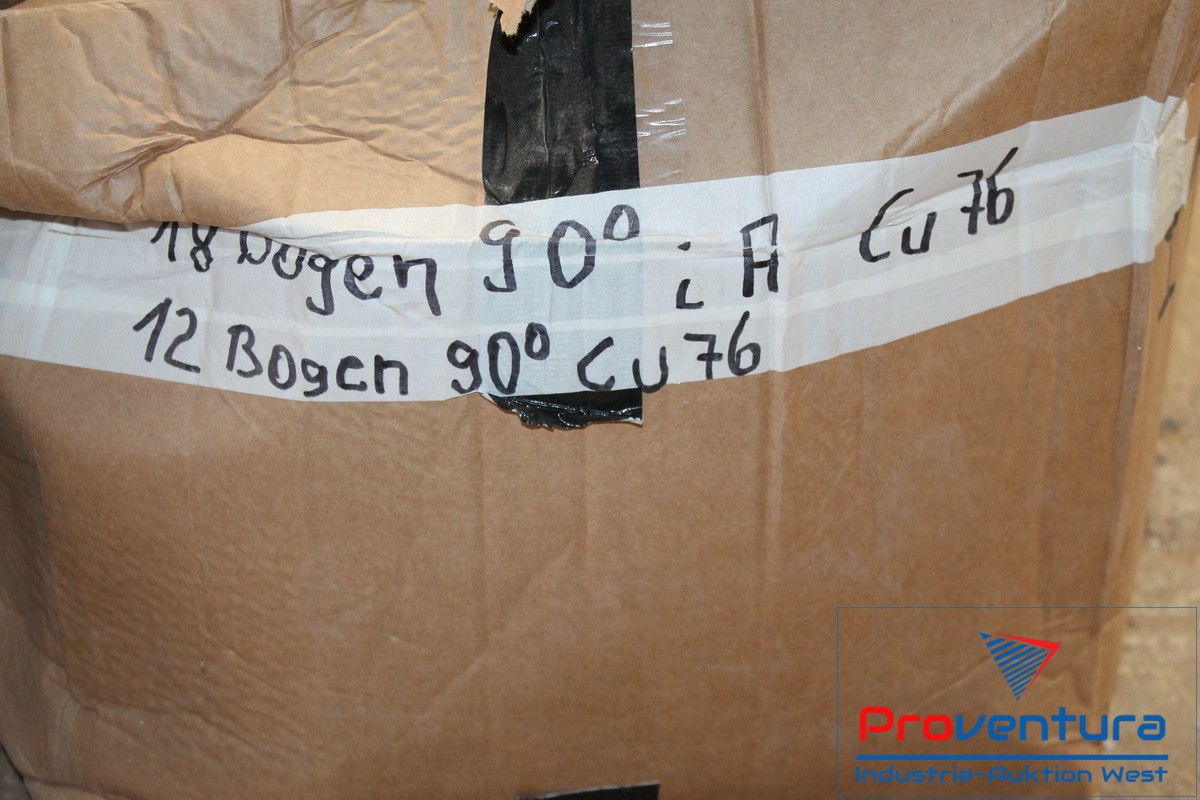 18 Bogen 90° i A Cu 76
12 Bogen 90° Cu 76
Proventura
Industrie-Auktion West